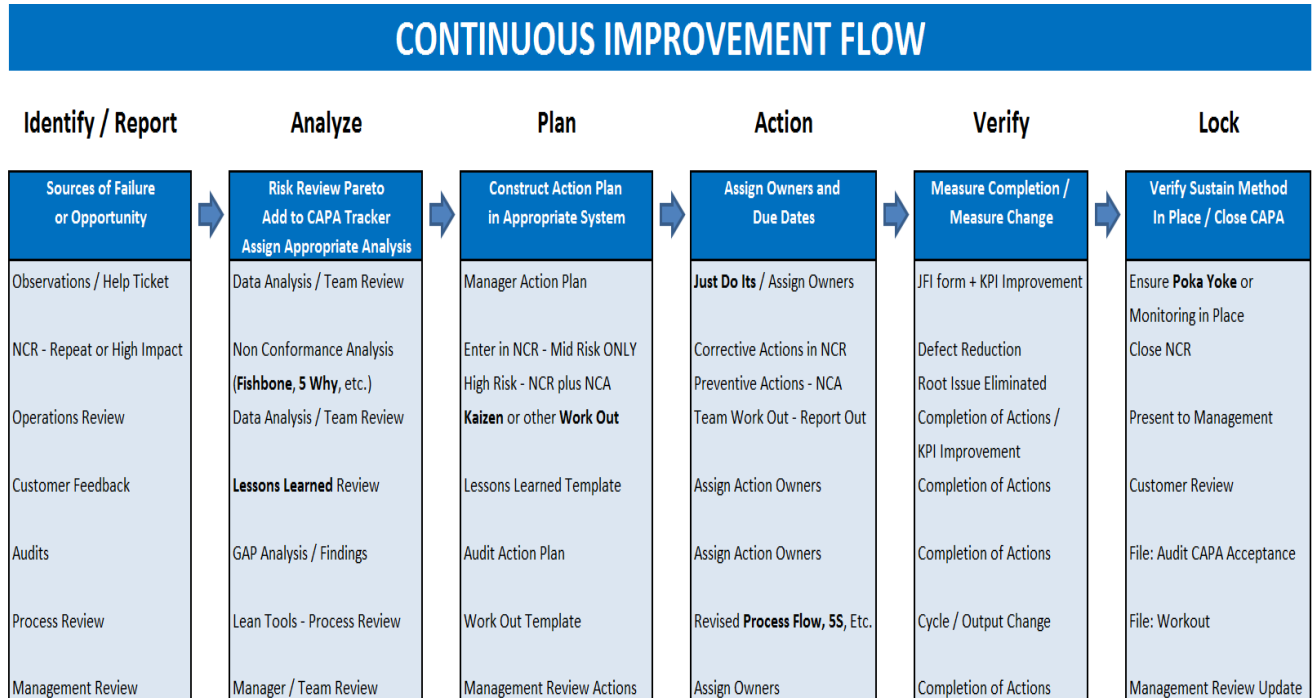 CONTINUOUS IMPROVEMENT FLOW
Identify / Report
Analyze
Plan
Action
Verify
Lock
Sources of Failure
or Opportunity
Risk Review Pareto
Add to CAPA Tracker
Assign Appropriate Analysis
Construct Action Plan
in Appropriate System
Assign Owners and
Due Dates
Measure Completion /
Measure Change
Verify Sustain Method
In Place / Close CAPA
Observations / Help Ticket
Data Analysis / Team Review
Manager Action Plan
Just Do Its / Assign Owners
JFI form + KPI Improvement
Ensure Poka Yoke or
Monitoring in Place
NCR - Repeat or High Impact
Non Conformance Analysis
(Fishbone, 5 Why, etc.)
Enter in NCR - Mid Risk ONLY
High Risk - NCR plus NCA
Corrective Actions in NCR
Preventive Actions - NCA
Defect Reduction
Root Issue Eliminated
Close NCR
Operations Review
Data Analysis / Team Review
Kaizen or other Work Out
Team Work Out - Report Out
Completion of Actions /
KPI Improvement
Present to Management
Customer Feedback
Lessons Learned Review
Lessons Learned Template
Assign Action Owners
Completion of Actions
Customer Review
Audits
GAP Analysis / Findings
Audit Action Plan
Assign Action Owners
Completion of Actions
File: Audit CAPA Acceptance
Process Review
Lean Tools - Process Review
Work Out Template
Revised Process Flow, 5S, Etc.
Cycle / Output Change
File: Workout
Management Review
Manager / Team Review
Management Review Actions
Assign Owners
Completion of Actions
Management Review Update